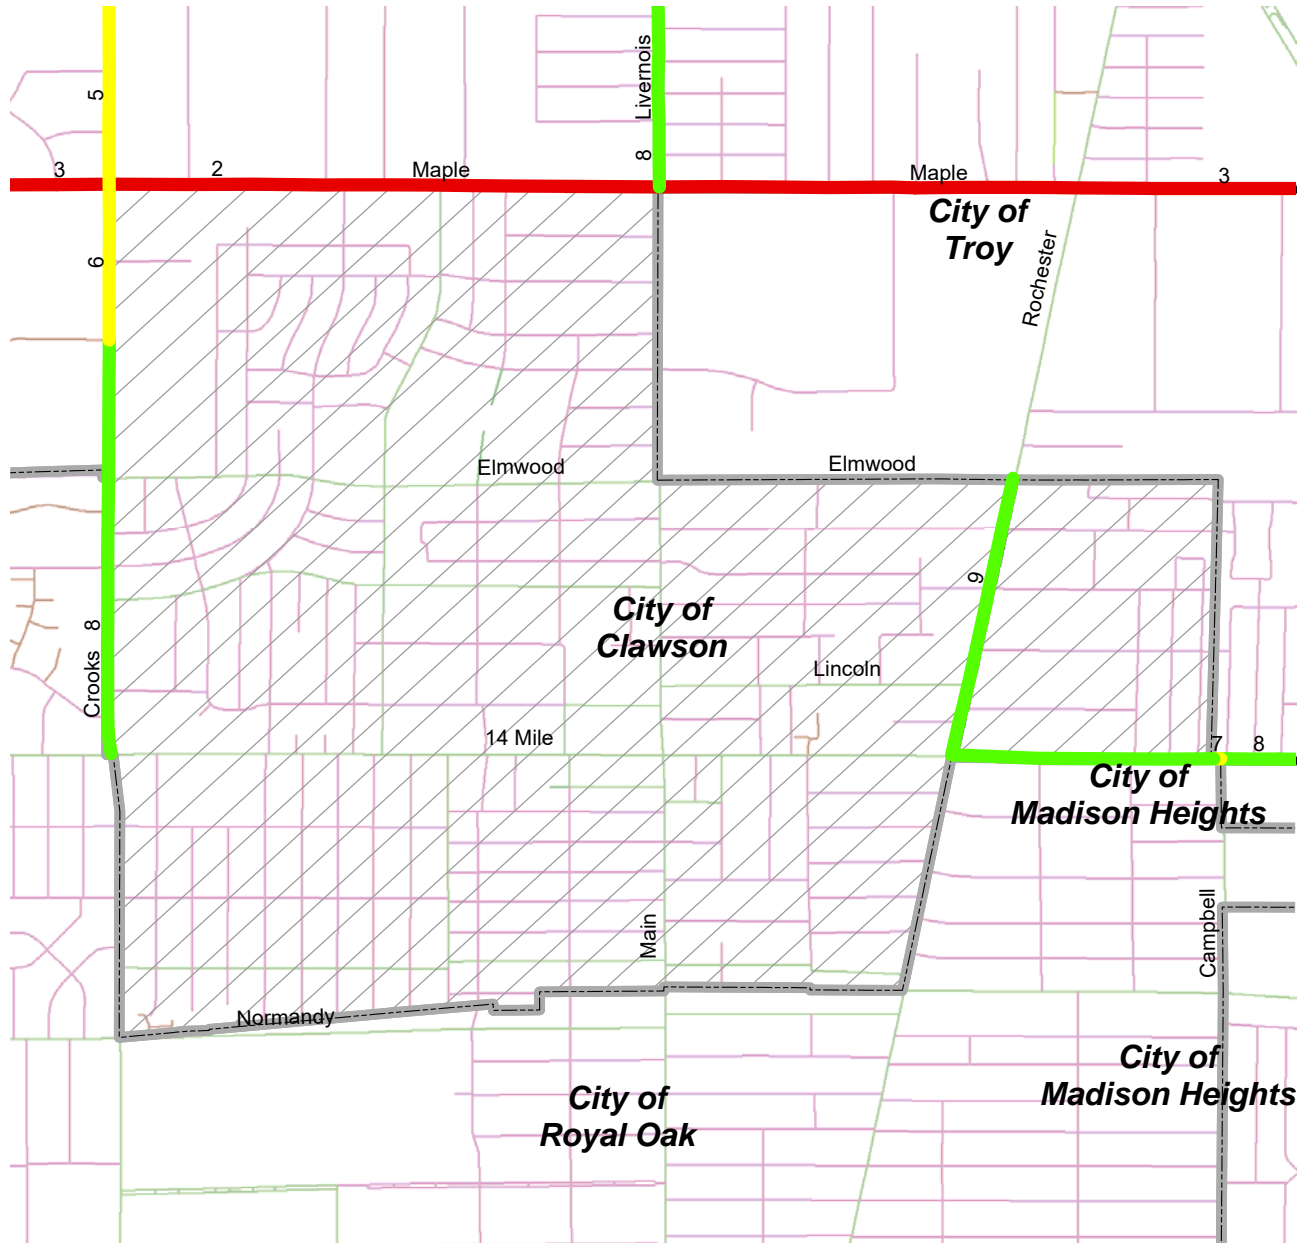 5
Livernois
8
3
2
Maple
Maple
3
City of
Troy
Rochester
6
Elmwood
Elmwood
9
City of
Clawson
8
Crooks
Lincoln
14 Mile
7
8
City of
Madison Heights
Main
Campbell
Normandy
City of
Madison Heights
City of
Royal Oak